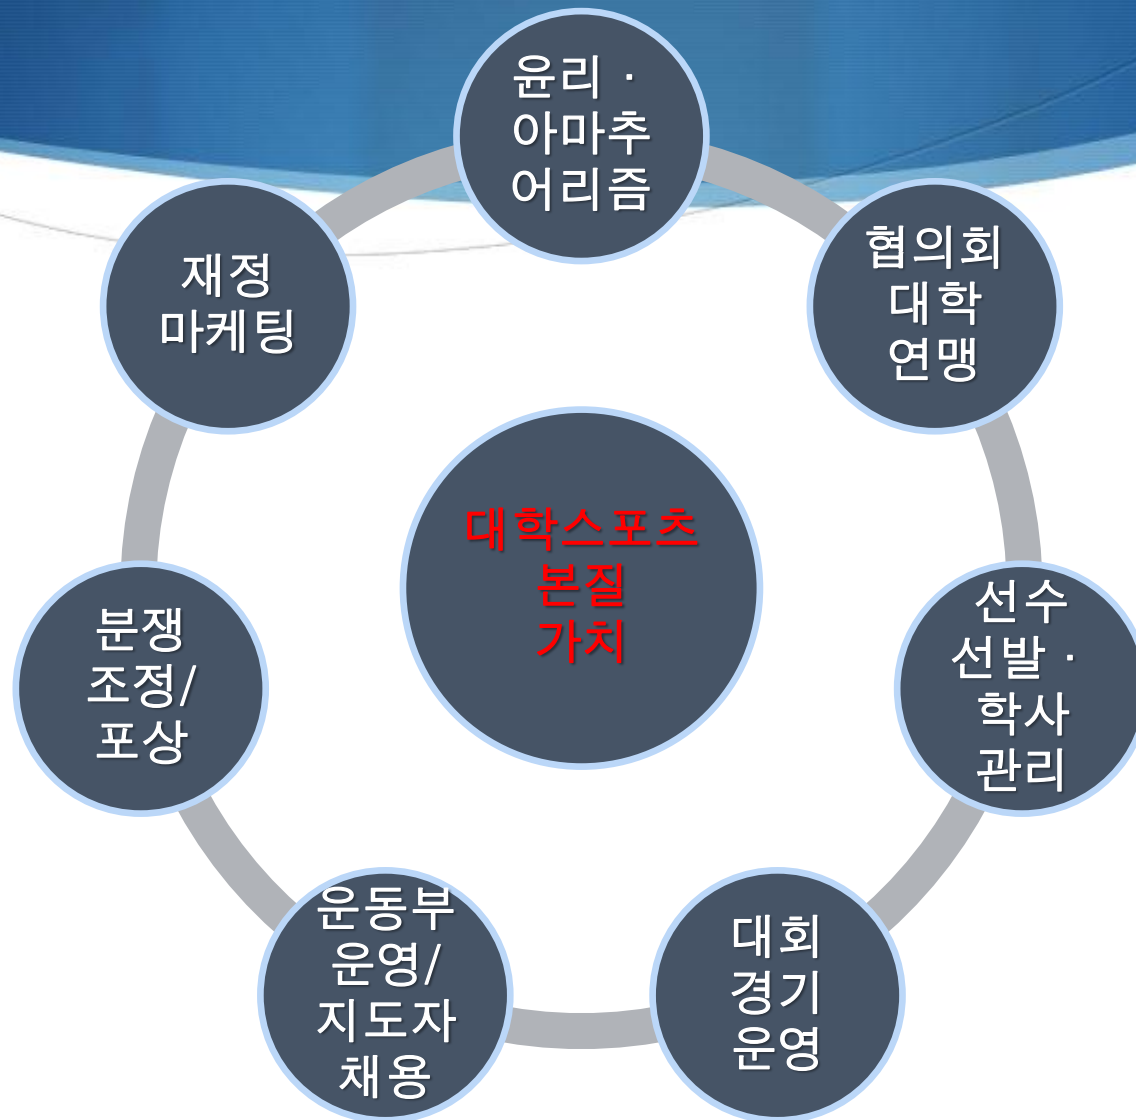 윤리 ·
아마추
어리즘
협의회
대학
연맹
선수
선발 ·
학사
관리
대회
경기
운영
운동부
운영/
지도자
채용
분쟁
조정/
포상
재정
마케팅
대학스포츠
본질
가치